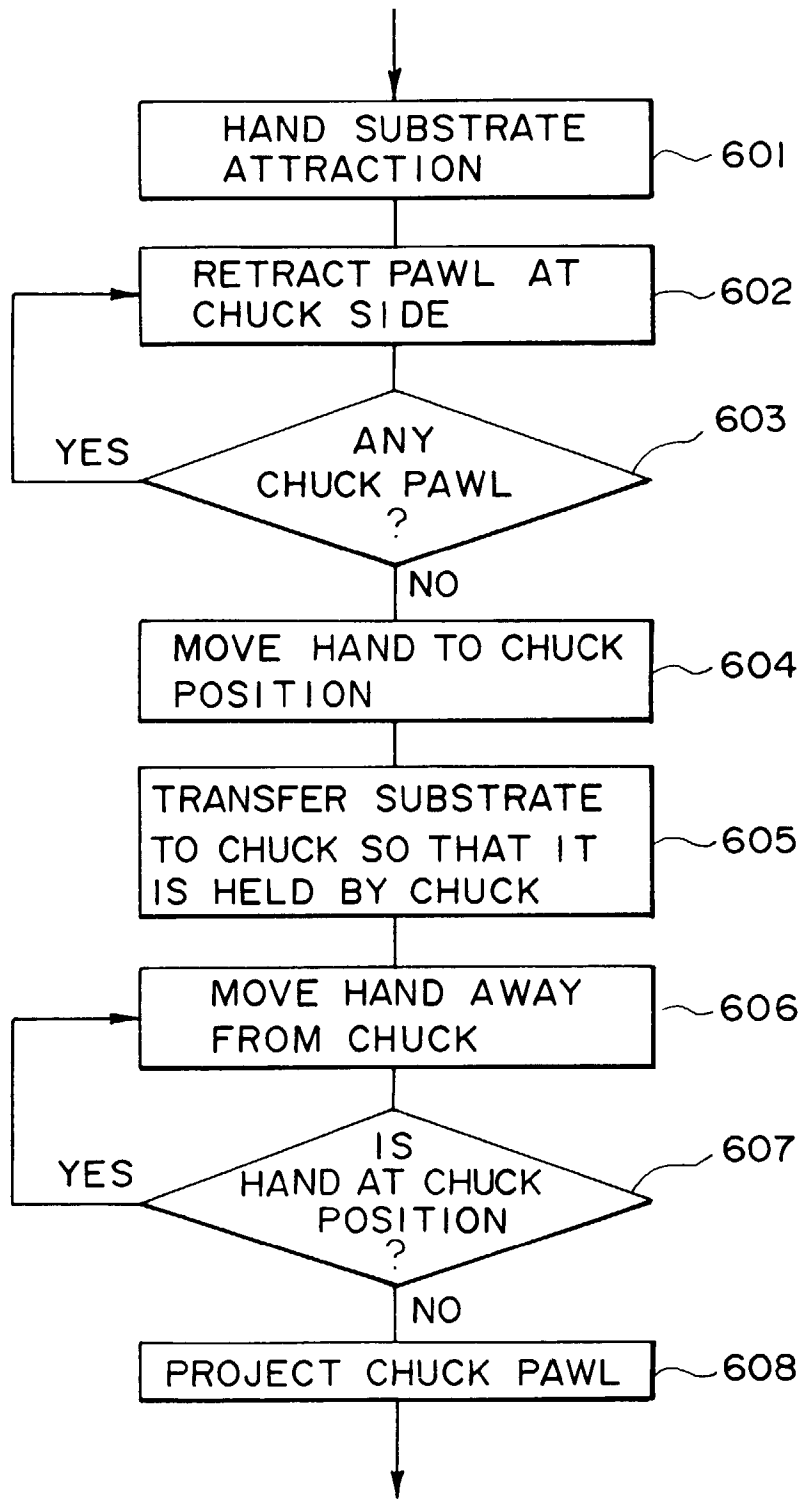 HAND SUBSTRATE
ATTRACTION
601
RETRACT PAWL AT
CHUCK SIDE
602
YES
ANY
CHUCK PAWL
?
603
NO
MOVE HAND TO CHUCK
POSITION
604
TRANSFER SUBSTRATE
TO CHUCK SO THAT IT
IS HELD BY CHUCK
605
MOVE HAND AWAY
FROM CHUCK
606
YES
IS
HAND AT CHUCK
POSITION
?
607
NO
PROJECT CHUCK PAWL
608